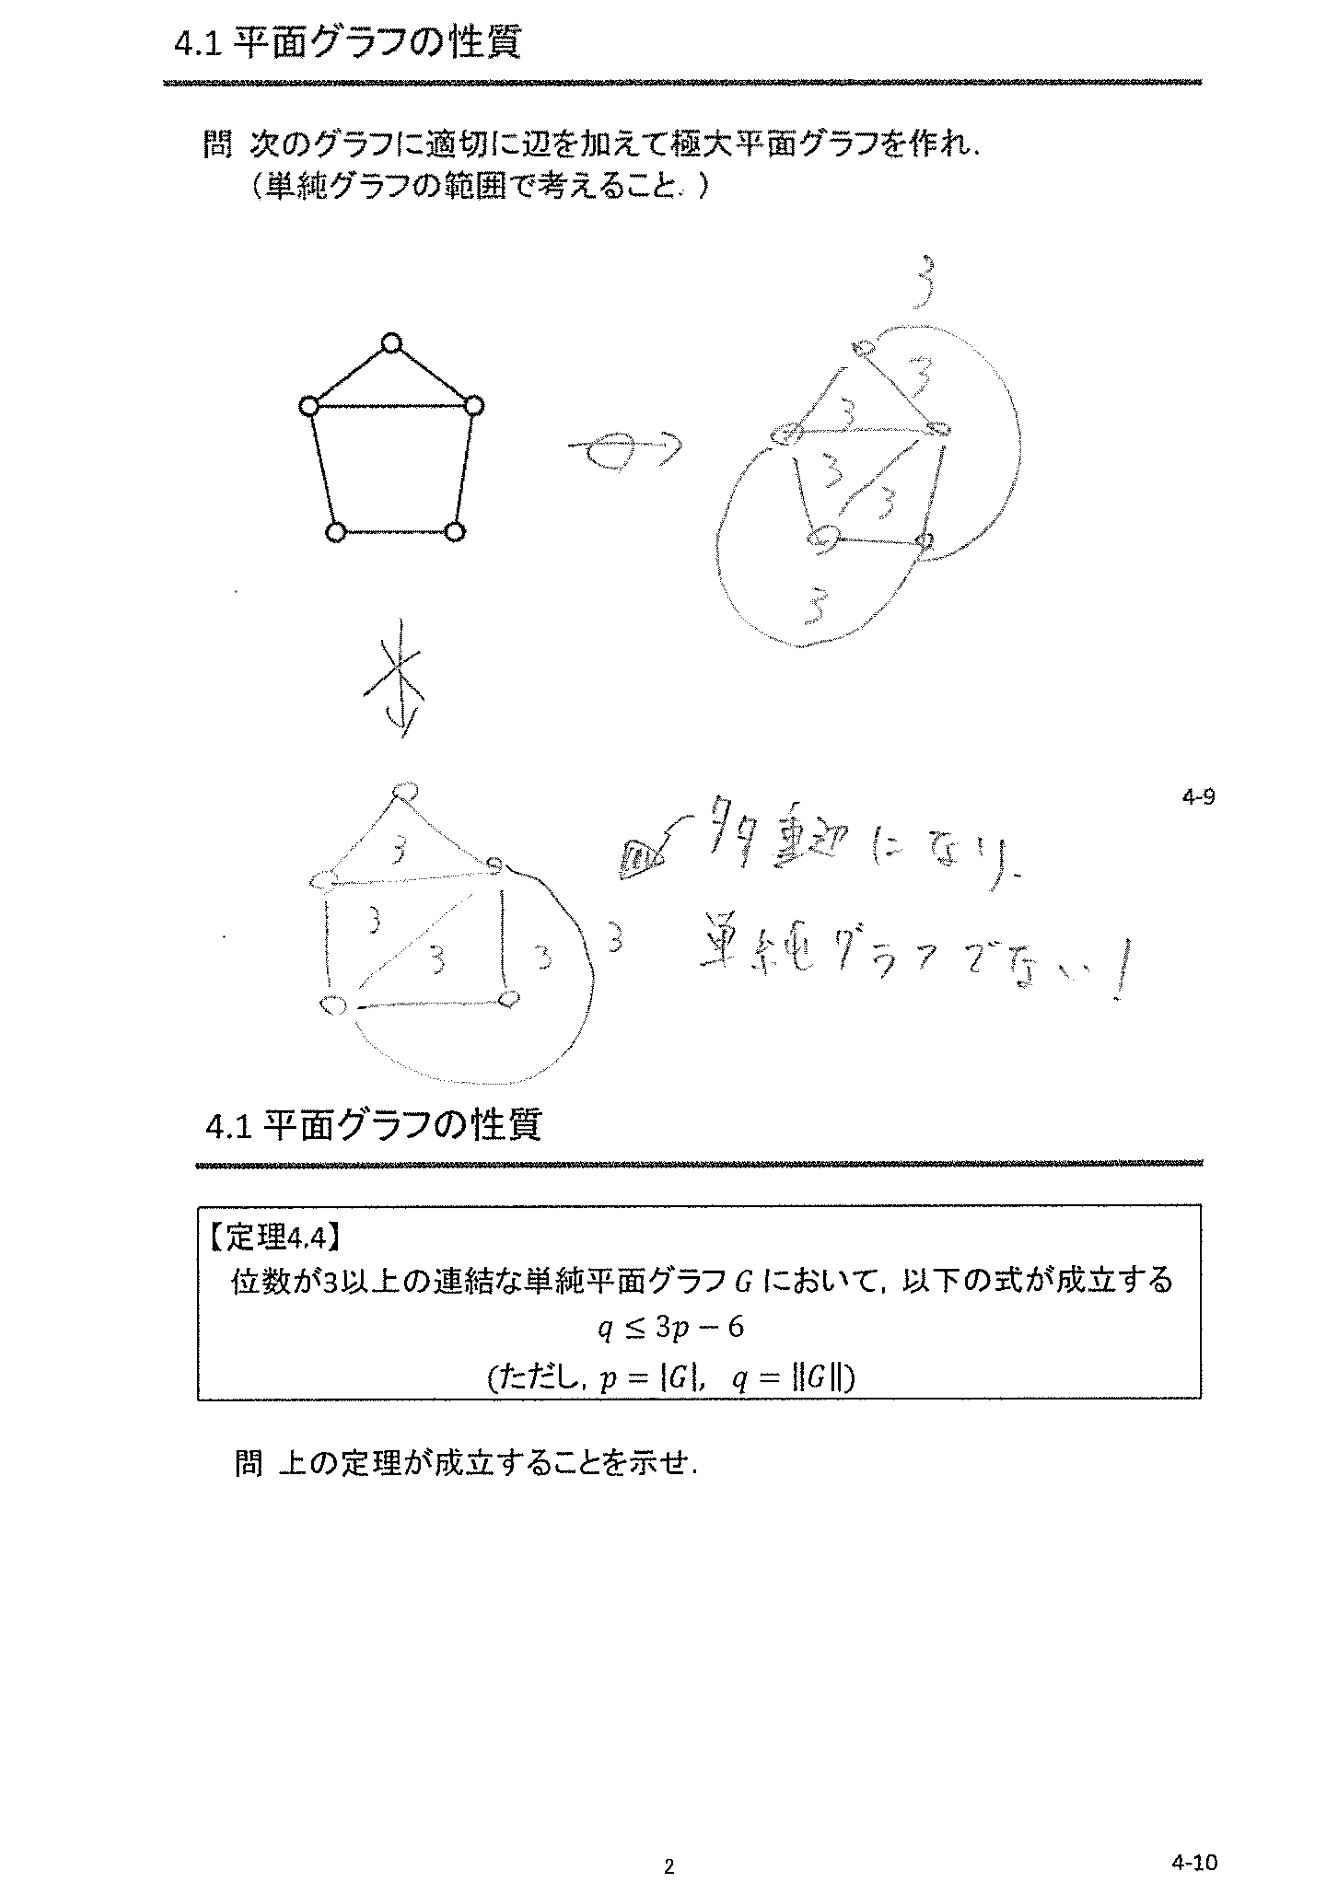 4.1 平面グラフの性質
問 次のグラフに適切に辺を加えて極大平面グラフを作れ.
(単純グラフの範囲で考えること.)
3
3
3
3
3
3
4-9
多重辺になり、
単純グラフでない!
3
3
3
3
3
4.1 平面グラフの性質
【定理4.4】
位数が3以上の連結な単純平面グラフ G において, 以下の式が成立する
q ≤ 3p − 6
(ただし, p = |G|, q = ‖G‖)
問 上の定理が成立することを示せ.
2
4-10